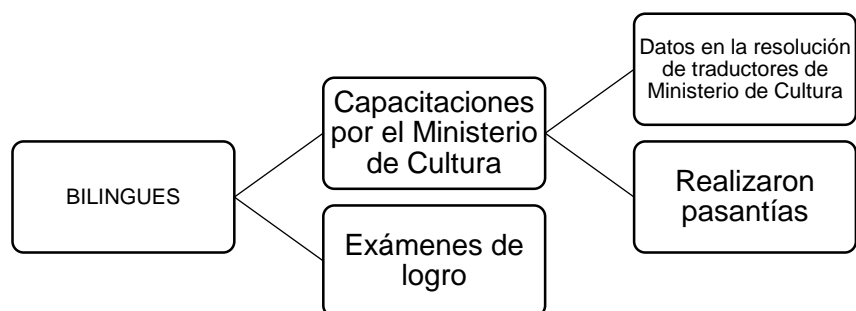 BILINGUES
Capacitaciones
por el Ministerio
de Cultura
Exámenes de
logro
Datos en la resolución
de traductores de
Ministerio de Cultura
Realizaron
pasantías